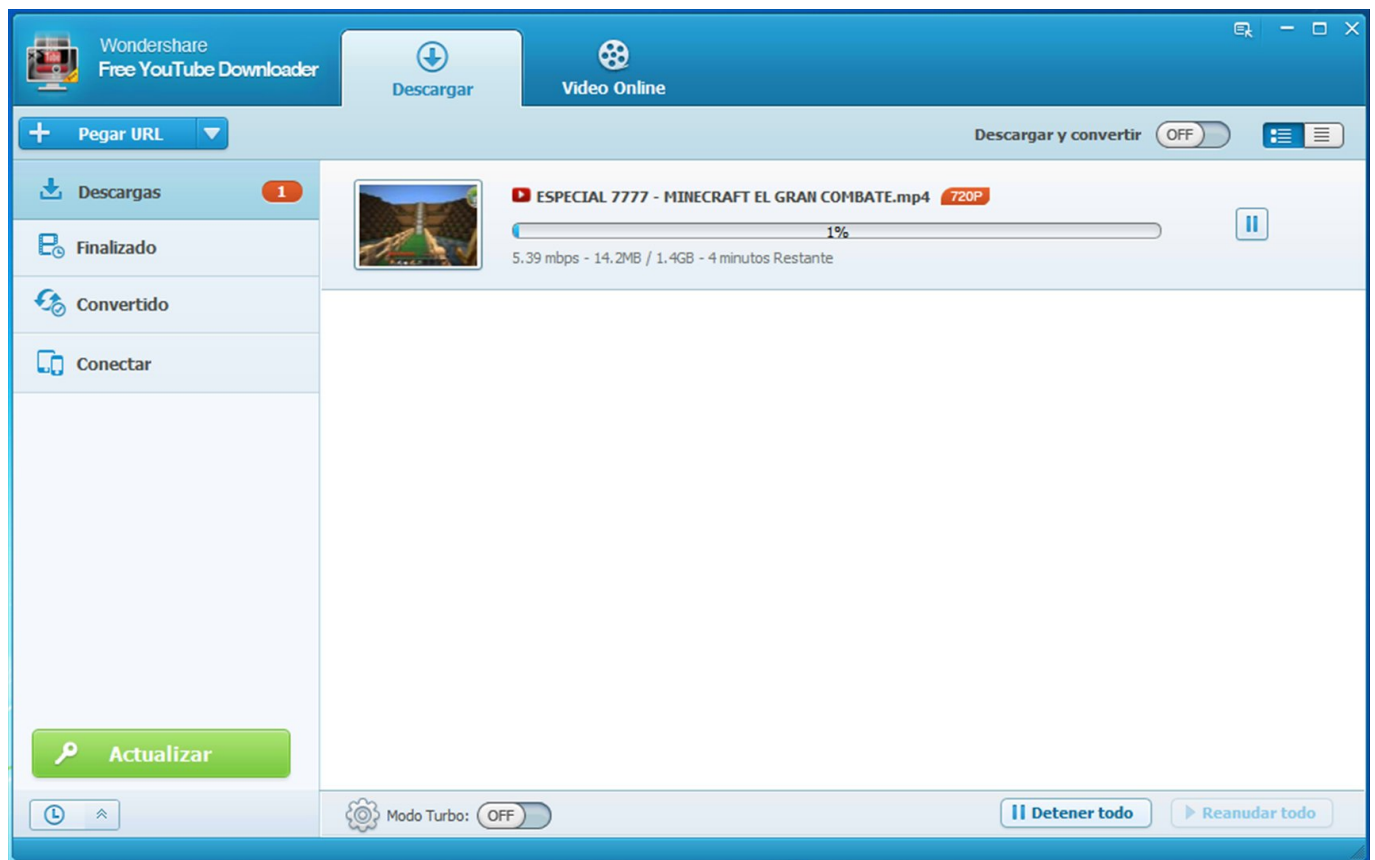 Wondershare
Free YouTube Downloader
Descargar
Video Online
Pegar URL
Descargar y convertir OFF
Descargas 1
Finalizado
Convertido
Conectar
ESPECIAL 7777 - MINECRAFT EL GRAN COMBATE.mp4 720P
1%
5.39 mbps - 14.2MB / 1.4GB - 4 minutos Restante
Actualizar
Modo Turbo: OFF
Detener todo
Reanudar todo